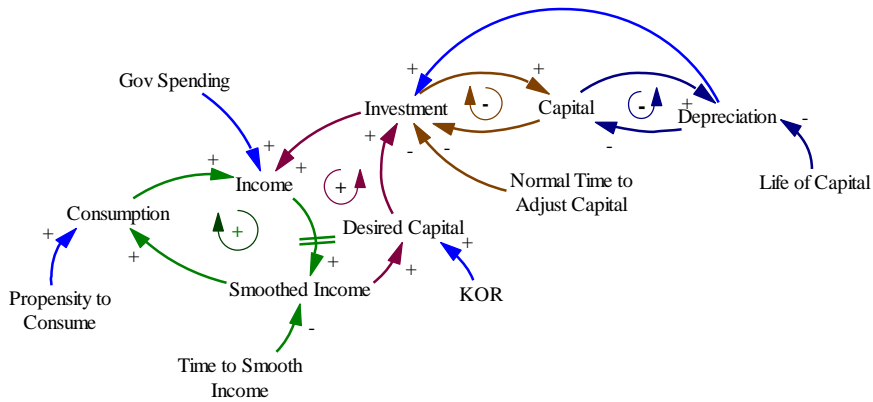 Gov Spending
Investment
Capital
Depreciation
Income
Normal Time to
Adjust Capital
Life of Capital
Consumption
Desired Capital
Smoothed Income
KOR
Propensity to
Consume
Time to Smooth
Income
+
+
+
+
-
-
-
-
-
-
-
+
+
+
+
+
+
+
+
+
+
+
-